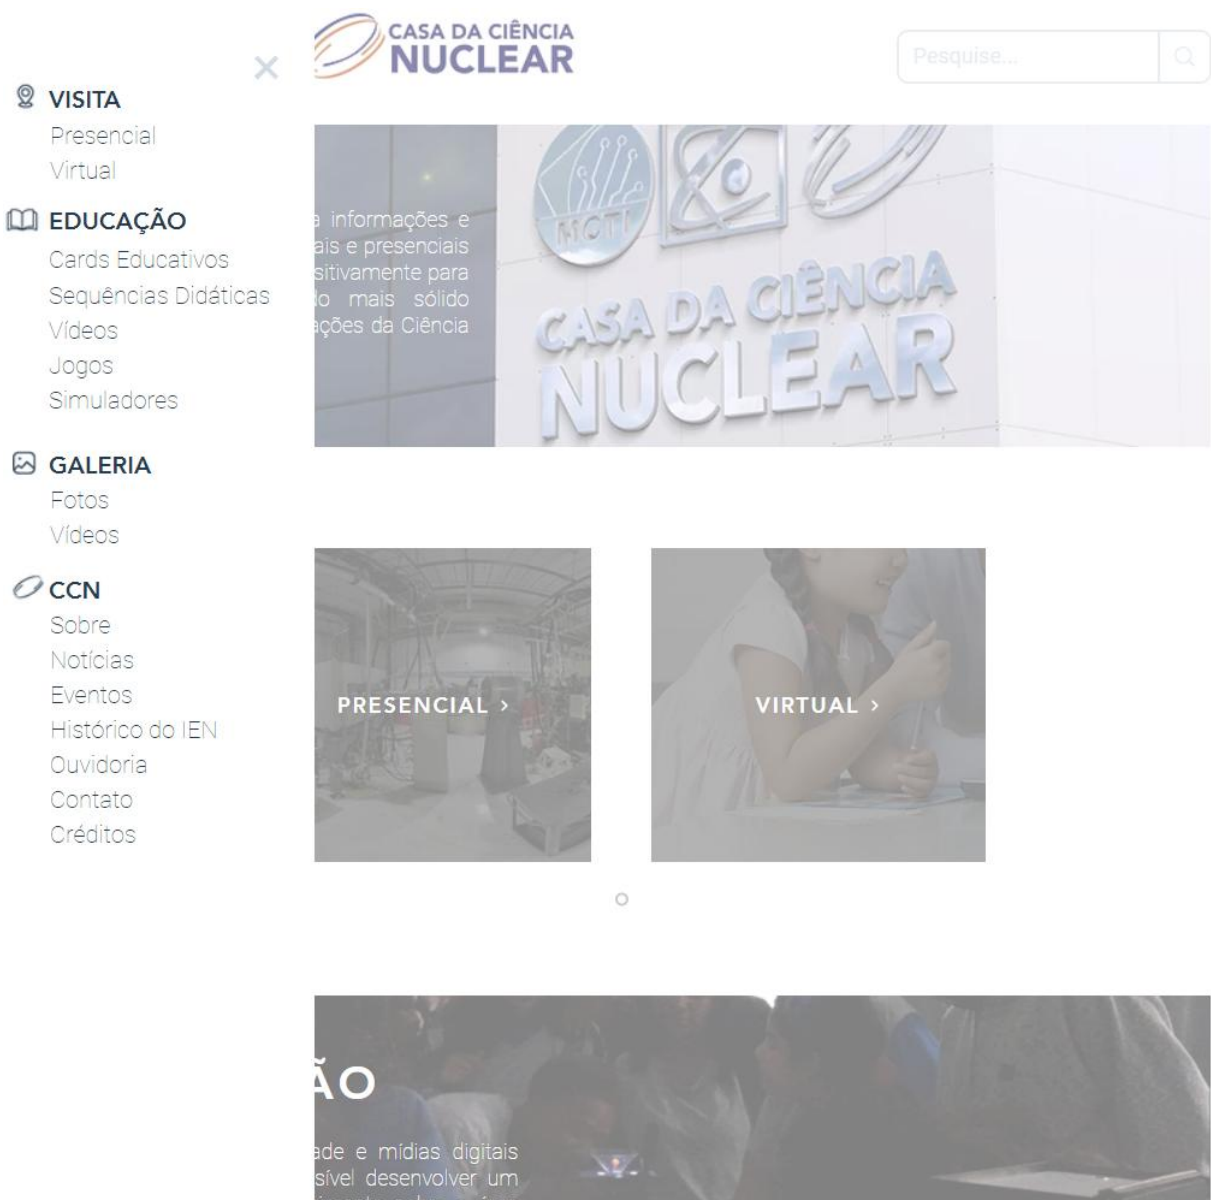 CASA DA CIÊNCIA
NUCLEAR
Pesquise...
VISITA
Presencial
Virtual
EDUCAÇÃO
Cards Educativos
Sequências Didáticas
Vídeos
Jogos
Simuladores
GALERIA
Fotos
Vídeos
CCN
Sobre
Notícias
Eventos
Histórico do IEN
Ouvidoria
Contato
Créditos
a informações e
ais e presenciais
sitivamente para
do mais sólido
ações da Ciência
MCTI
CASA DA CIÊNCIA
NUCLEAR
PRESENCIAL >
VIRTUAL >
ÃO
ade e mídias digitais
sível desenvolver um